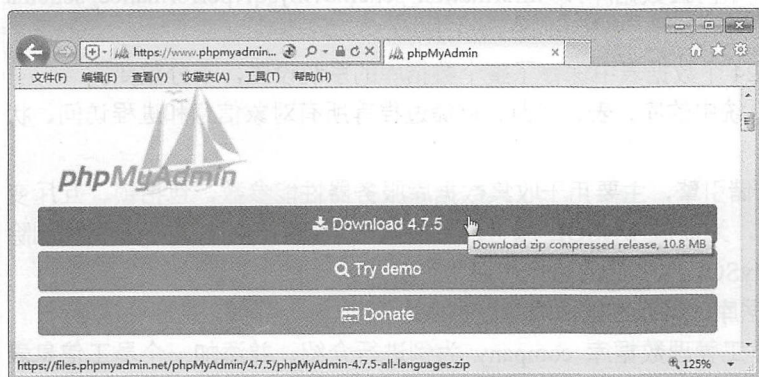 https://www.phpmyadmin...
phpMyAdmin
文件(F) 编辑(E) 查看(V) 收藏夹(A) 工具(T) 帮助(H)
phpMyAdmin
Download 4.7.5
Download zip compressed release, 10.8 MB
Try demo
Donate
https://files.phpmyadmin.net/phpMyAdmin/4.7.5/phpMyAdmin-4.7.5-all-languages.zip
125%